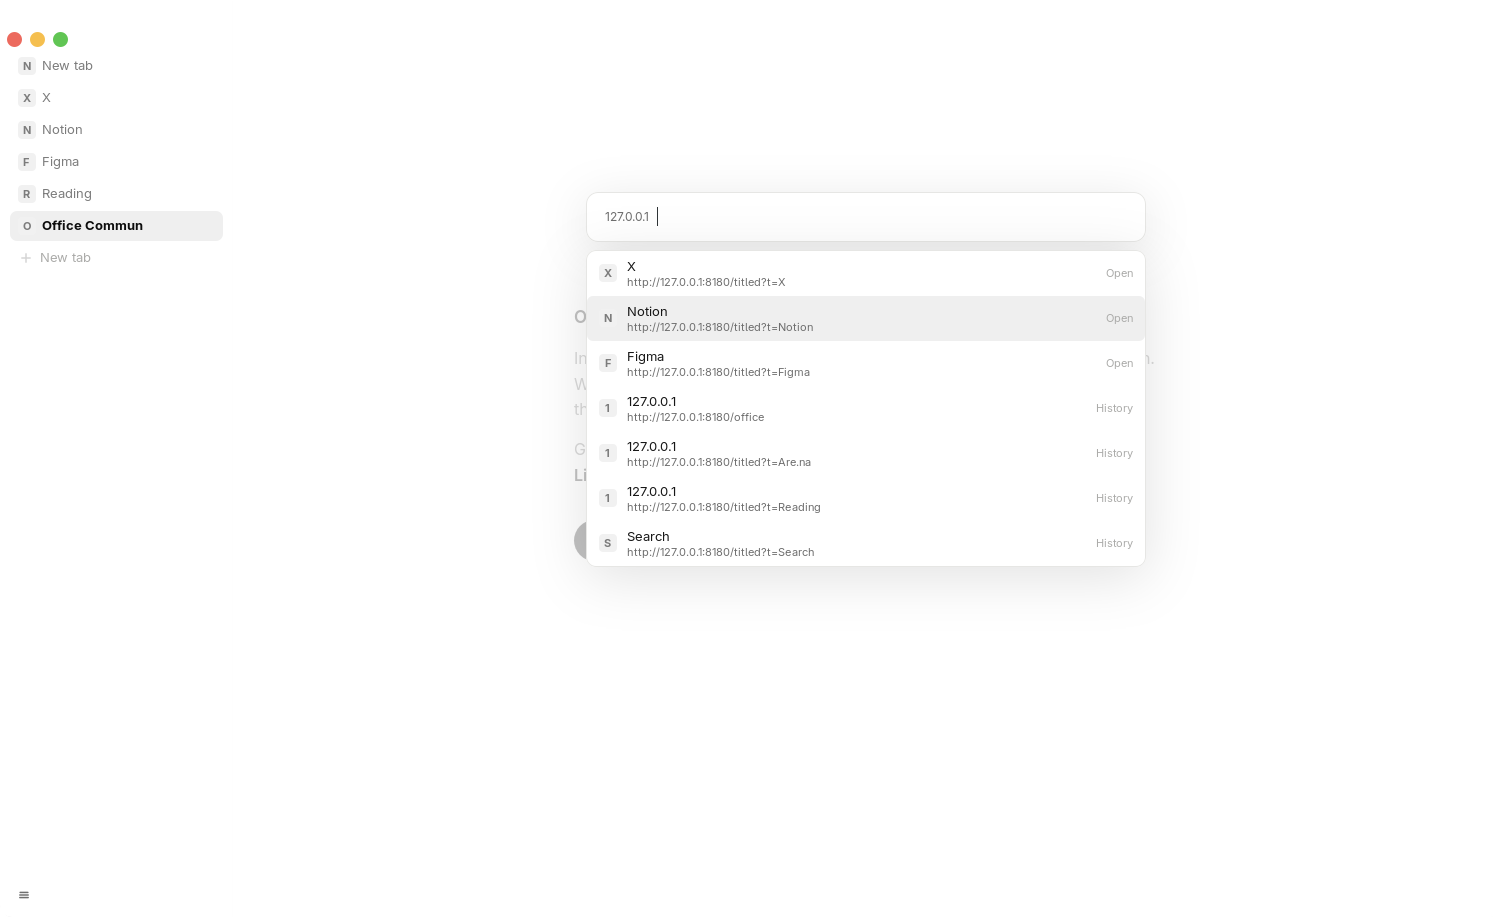 N New tab
X X
N Notion
F Figma
R Reading
O Office Commun
+ New tab
127.0.0.1
X X
http://127.0.0.1:8180/titled?t=X
Open
N Notion
http://127.0.0.1:8180/titled?t=Notion
Open
F Figma
http://127.0.0.1:8180/titled?t=Figma
Open
1 127.0.0.1
http://127.0.0.1:8180/office
History
1 127.0.0.1
http://127.0.0.1:8180/titled?t=Are.na
History
1 127.0.0.1
http://127.0.0.1:8180/titled?t=Reading
History
S Search
http://127.0.0.1:8180/titled?t=Search
History